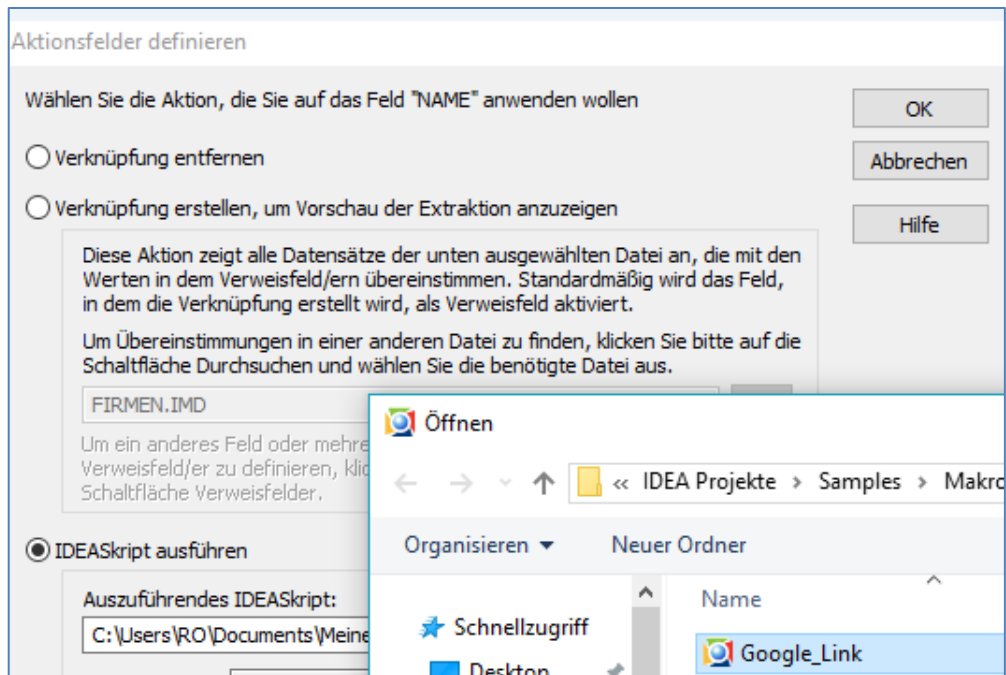 Aktionsfelder definieren
Wählen Sie die Aktion, die Sie auf das Feld "NAME" anwenden wollen
OK
Verknüpfung entfernen
Abbrechen
Verknüpfung erstellen, um Vorschau der Extraktion anzuzeigen
Hilfe
Diese Aktion zeigt alle Datensätze der unten ausgewählten Datei an, die mit den
Werten in dem Verweisfeld/ern übereinstimmen. Standardmäßig wird das Feld,
in dem die Verknüpfung erstellt wird, als Verweisfeld aktiviert.
Um Übereinstimmungen in einer anderen Datei zu finden, klicken Sie bitte auf die
Schaltfläche Durchsuchen und wählen Sie die benötigte Datei aus.
FIRMEN.IMD
Um ein anderes Feld oder mehre
Verweisfeld/er zu definieren, klic
Schaltfläche Verweisfelder.
IDEASkript ausführen
Auszuführendes IDEASkript:
C:\Users\RO\Documents\Meine
Öffnen
« IDEA Projekte > Samples > Makro
Organisieren
Neuer Ordner
Name
Schnellzugriff
Google_Link
Desktop